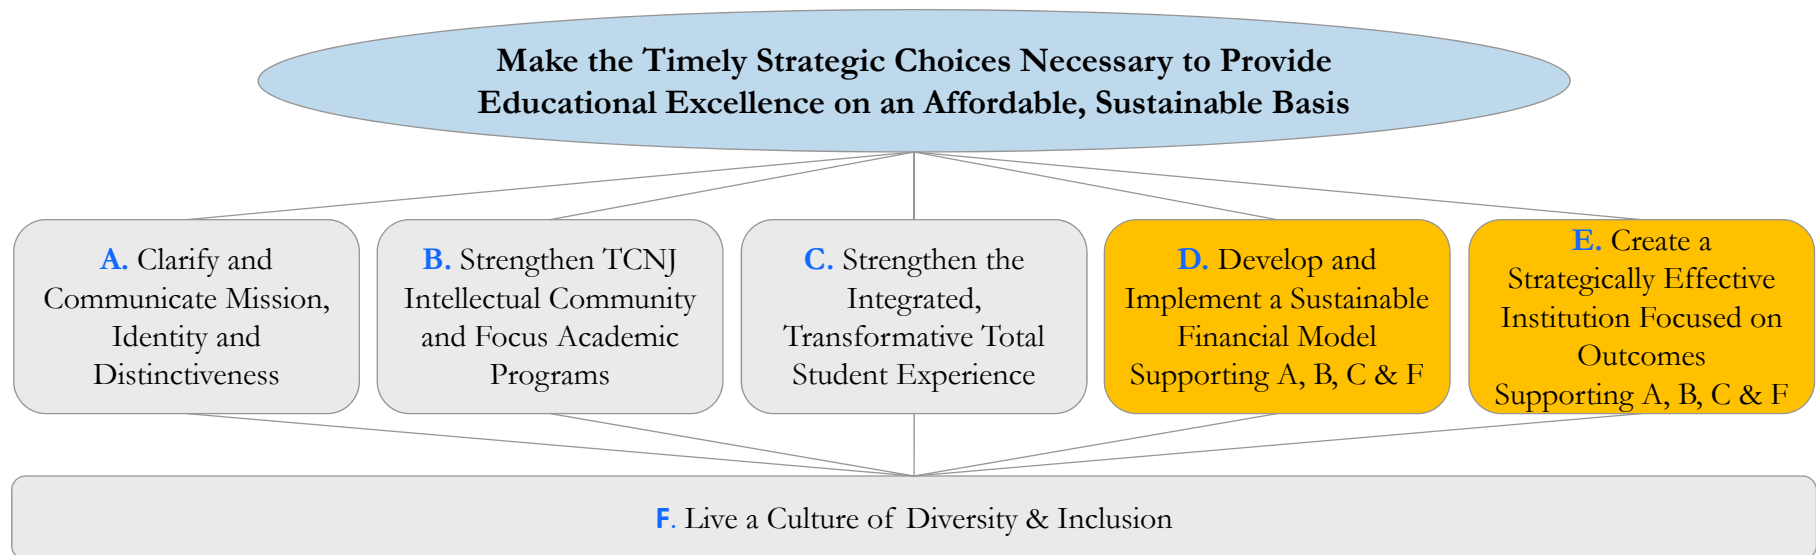 Make the Timely Strategic Choices Necessary to Provide
Educational Excellence on an Affordable, Sustainable Basis
A. Clarify and
Communicate Mission,
Identity and
Distinctiveness
B. Strengthen TCNJ
Intellectual Community
and Focus Academic
Programs
C. Strengthen the
Integrated,
Transformative Total
Student Experience
D. Develop and
Implement a Sustainable
Financial Model
Supporting A, B, C & F
E. Create a
Strategically Effective
Institution Focused on
Outcomes
Supporting A, B, C & F
F. Live a Culture of Diversity & Inclusion